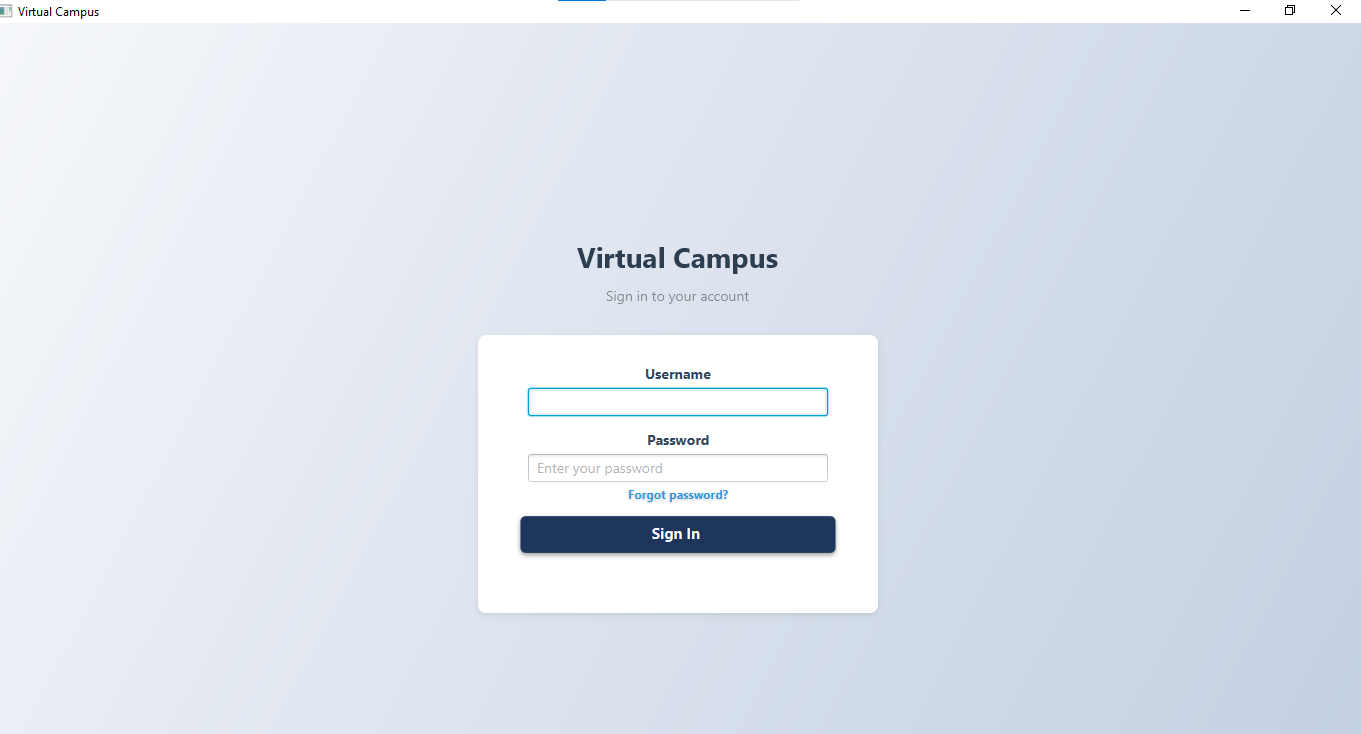 Virtual Campus
Virtual Campus
Sign in to your account
Username
Password
Enter your password
Forgot password?
Sign In